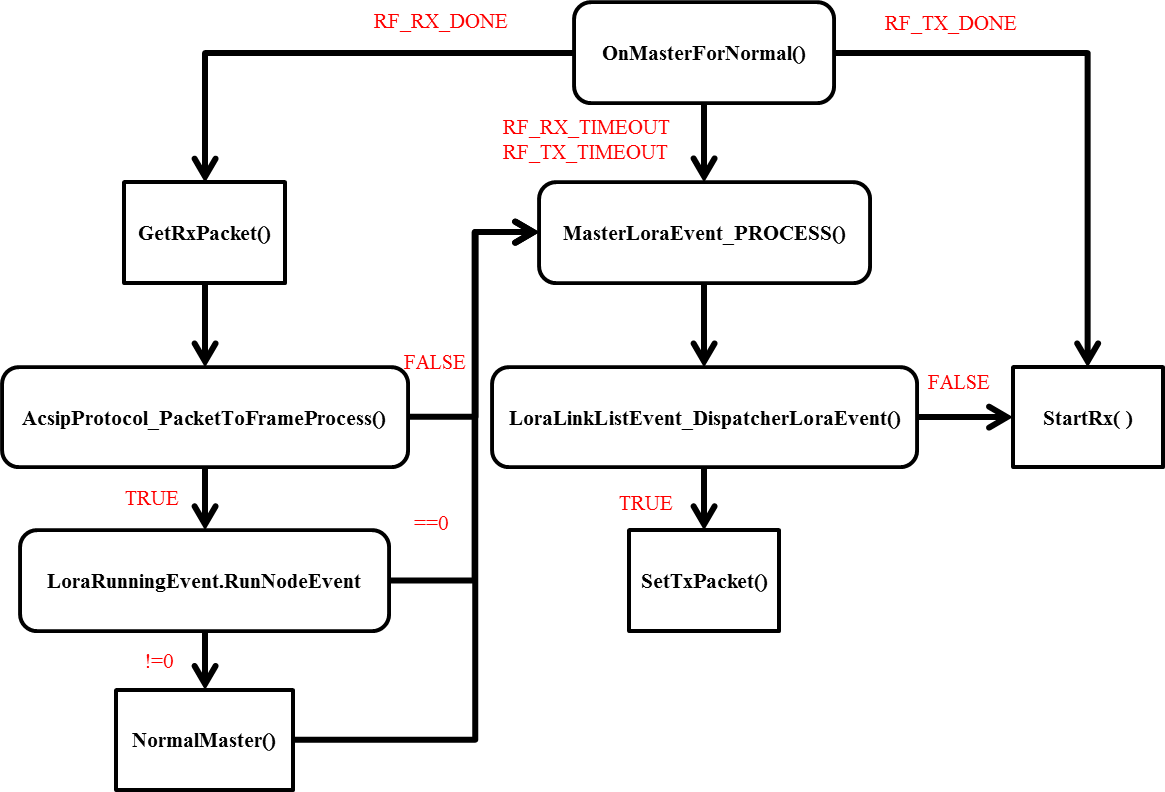 RF_RX_DONE
OnMasterForNormal()
RF_TX_DONE
RF_RX_TIMEOUT
RF_TX_TIMEOUT
GetRxPacket()
MasterLoraEvent_PROCESS()
FALSE
AcsipProtocol_PacketToFrameProcess()
LoraLinkListEvent_DispatcherLoraEvent()
FALSE
StartRx( )
TRUE
TRUE
==0
LoraRunningEvent.RunNodeEvent
SetTxPacket()
!=0
NormalMaster()